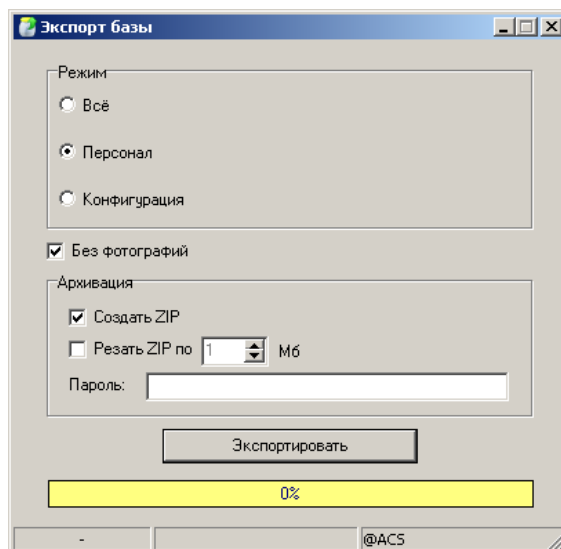 Экспорт базы
Режим
Всё
Персонал
Конфигурация
Без фотографий
Архивация
Создать ZIP
Резать ZIP по 1 Мб
Пароль:
Экспортировать
0%
- @ACS